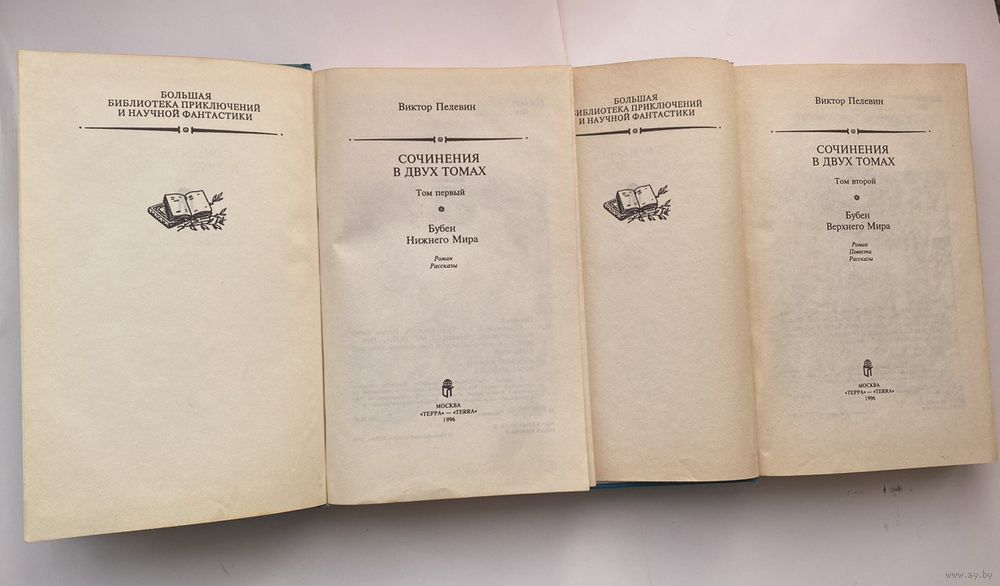 БОЛЬШАЯ
БИБЛИОТЕКА ПРИКЛЮЧЕНИЙ
И НАУЧНОЙ ФАНТАСТИКИ
Виктор Пелевин
СОЧИНЕНИЯ
В ДВУХ ТОМАХ
Том первый
Бубен
Нижнего Мира
Роман
Рассказы
МОСКВА
«ТЕРРА» — «TERRA»
1996
БОЛЬШАЯ
БИБЛИОТЕКА ПРИКЛЮЧЕНИЙ
И НАУЧНОЙ ФАНТАСТИКИ
Виктор Пелевин
СОЧИНЕНИЯ
В ДВУХ ТОМАХ
Том второй
Бубен
Верхнего Мира
Роман
Повести
Рассказы
МОСКВА
«ТЕРРА» — «TERRA»
1996
www.ay.by